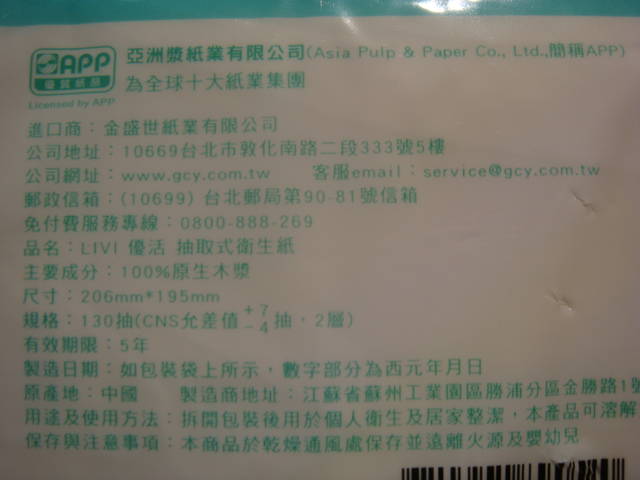 APP
優質紙品
Licensed by APP
亞洲漿紙業有限公司(Asia Pulp & Paper Co., Ltd.,簡稱APP)
為全球十大紙業集團
進口商：金盛世紙業有限公司
公司地址：10669台北市敦化南路二段333號5樓
公司網址：www.gcy.com.tw 客服email：service@gcy.com.tw
郵政信箱：(10699) 台北郵局第90-81號信箱
免付費服務專線：0800-888-269
品名：LIVI 優活 抽取式衛生紙
主要成分：100%原生木漿
尺寸：206mm*195mm
規格：130抽(CNS允差值+7-4抽，2層)
有效期限：5年
製造日期：如包裝袋上所示，數字部分為西元年月日
原產地：中國 製造商地址：江蘇省蘇州工業園區勝浦分區金勝路1號
用途及使用方法：拆開包裝後用於個人衛生及居家整潔，本產品可溶解
保存與注意事項：本商品於乾燥通風處保存並遠離火源及嬰幼兒